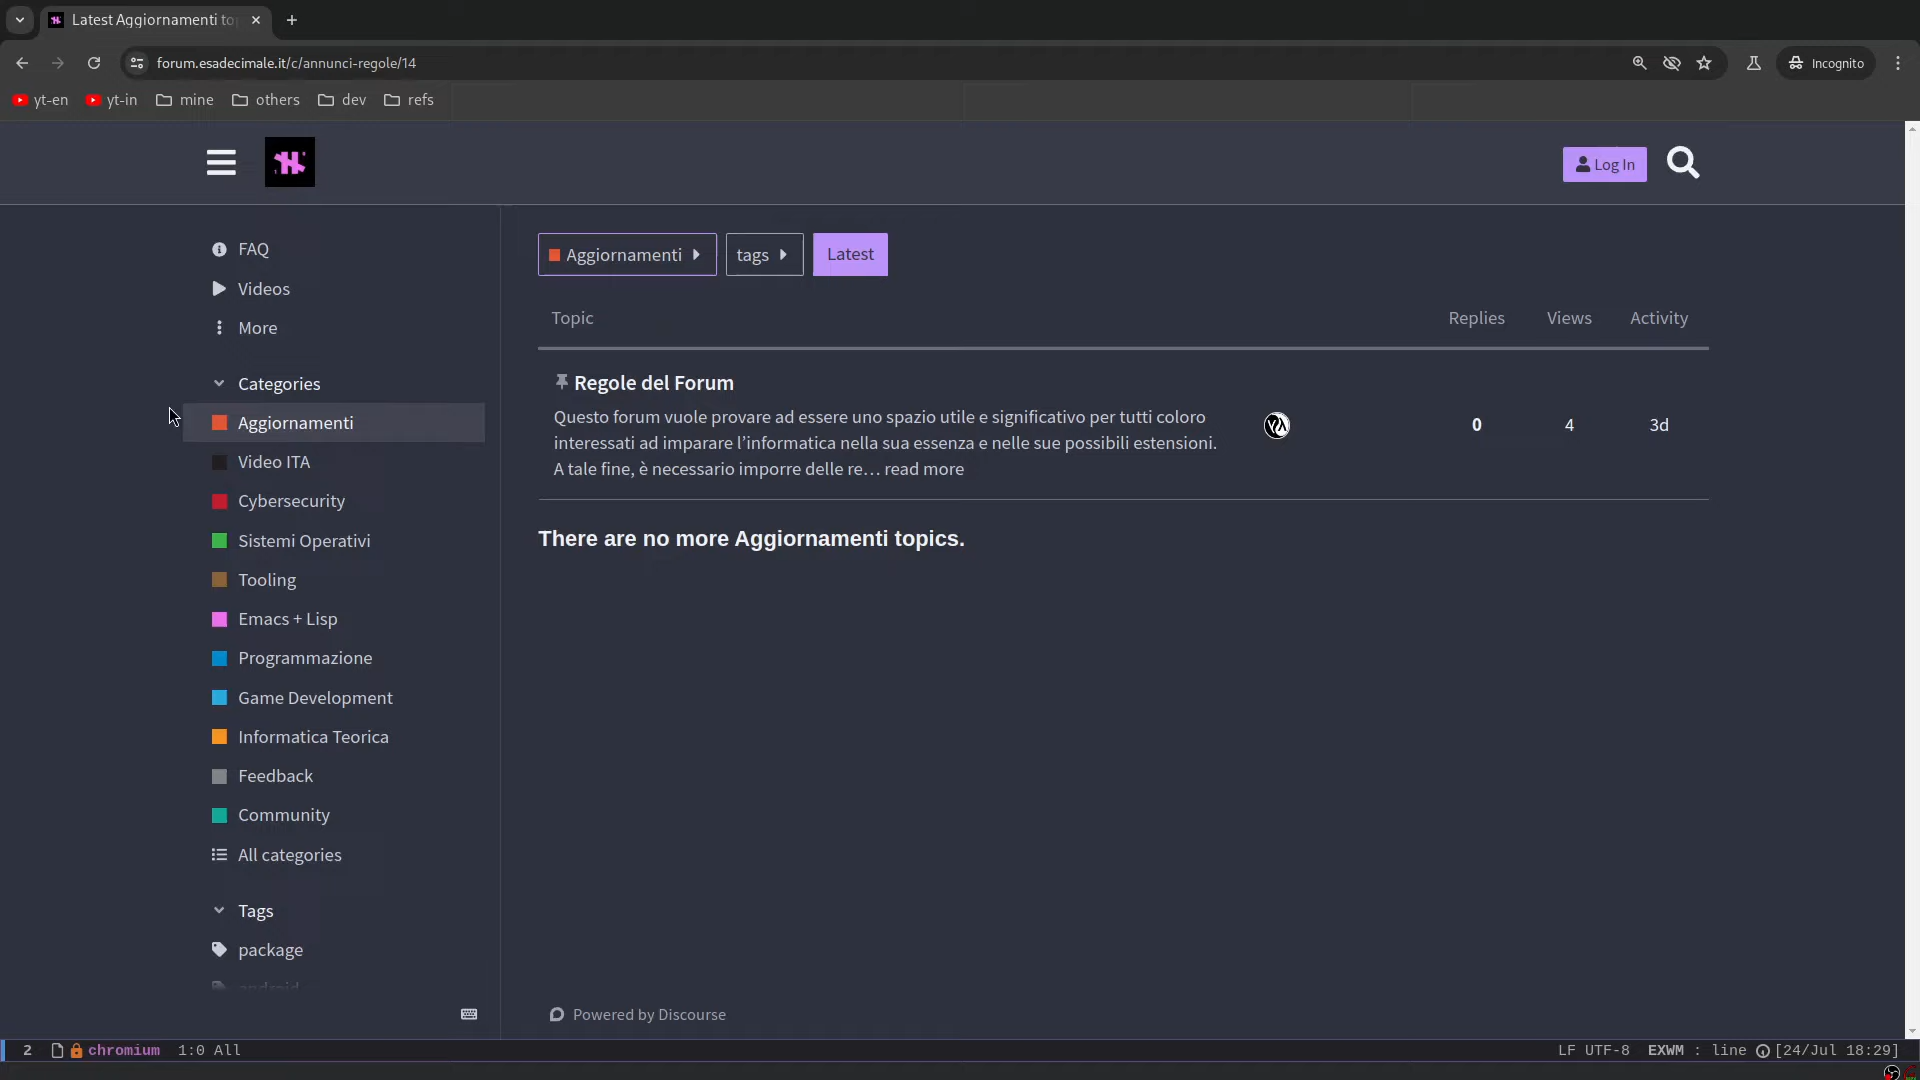 Latest Aggiornamenti to
forum.esadecimale.it/c/annunci-regole/14
Incognito
yt-en
yt-in
mine
others
dev
refs
Log In
FAQ
Videos
More
Categories
Aggiornamenti
Video ITA
Cybersecurity
Sistemi Operativi
Tooling
Emacs + Lisp
Programmazione
Game Development
Informatica Teorica
Feedback
Community
All categories
Tags
package
android
Aggiornamenti
tags
Latest
Topic Replies Views Activity
Regole del Forum
Questo forum vuole provare ad essere uno spazio utile e significativo per tutti coloro
interessati ad imparare l’informatica nella sua essenza e nelle sue possibili estensioni.
A tale fine, è necessario imporre delle re… read more
0 4 3d
There are no more Aggiornamenti topics.
Powered by Discourse
2 chromium 1:0 All LF UTF-8 EXWM : line [24/Jul 18:29]